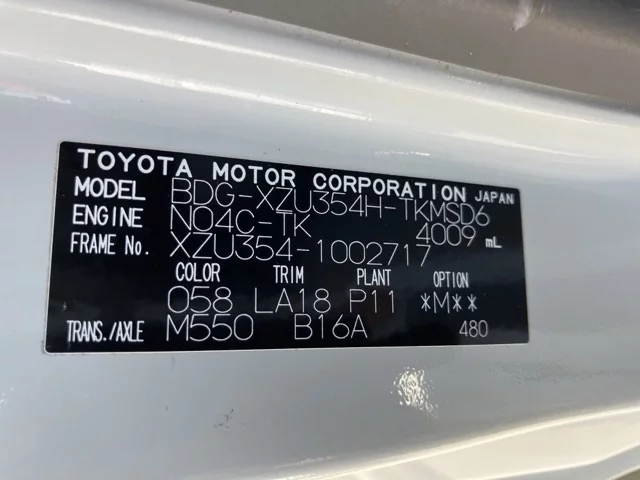 TOYOTA MOTOR CORPORATION JAPAN
MODEL BDG-XZU354H-TKMSD6
ENGINE N04C-TK 4009 mL
FRAME No. XZU354-1002717
COLOR TRIM PLANT OPTION
058 LA18 P11 *M**
TRANS./AXLE M550 B16A 480